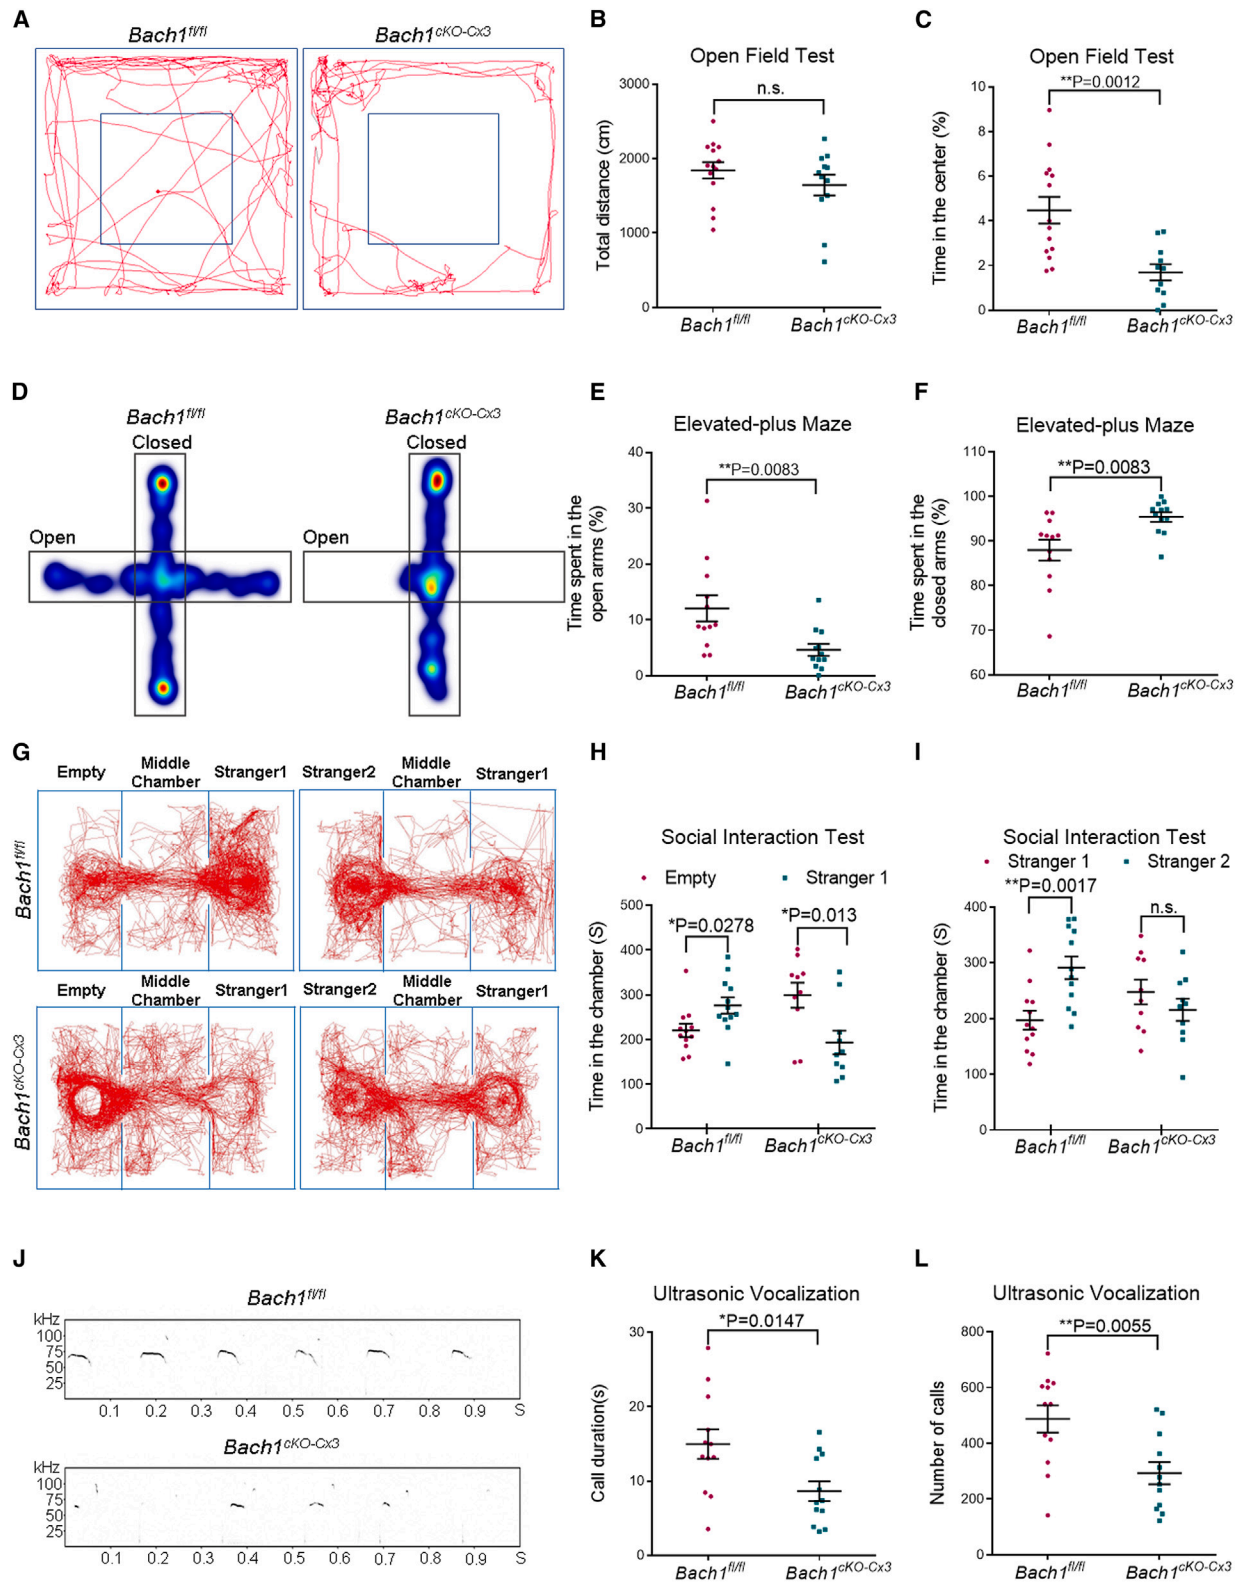 A
Bach1fl/fl
Bach1cKO-Cx3
B
Open Field Test
n.s.
3000
2000
1000
0
Total distance (cm)
Bach1fl/fl
Bach1cKO-Cx3
C
Open Field Test
**P=0.0012
10
8
6
4
2
0
Time in the center (%)
Bach1fl/fl
Bach1cKO-Cx3
D
Bach1fl/fl
Closed
Open
Bach1cKO-Cx3
Closed
Open
E
Elevated-plus Maze
**P=0.0083
40
30
20
10
0
Time spent in the
open arms (%)
Bach1fl/fl
Bach1cKO-Cx3
F
Elevated-plus Maze
**P=0.0083
110
100
90
80
70
60
Time spent in the
closed arms (%)
Bach1fl/fl
Bach1cKO-Cx3
G
Empty
Middle
Chamber
Stranger1
Stranger2
Middle
Chamber
Stranger1
Bach1fl/fl
Empty
Middle
Chamber
Stranger1
Stranger2
Middle
Chamber
Stranger1
Bach1cKO-Cx3
H
Social Interaction Test
Empty
Stranger 1
*P=0.0278
*P=0.013
500
400
300
200
100
0
Time in the chamber (S)
Bach1fl/fl
Bach1cKO-Cx3
I
Social Interaction Test
Stranger 1
Stranger 2
**P=0.0017
n.s.
400
300
200
100
0
Time in the chamber (S)
Bach1fl/fl
Bach1cKO-Cx3
J
Bach1fl/fl
kHz
100
75
50
25
0.1 0.2 0.3 0.4 0.5 0.6 0.7 0.8 0.9 S
Bach1cKO-Cx3
kHz
100
75
50
25
0.1 0.2 0.3 0.4 0.5 0.6 0.7 0.8 0.9 S
K
Ultrasonic Vocalization
*P=0.0147
30
20
10
0
Call duration(s)
Bach1fl/fl
Bach1cKO-Cx3
L
Ultrasonic Vocalization
**P=0.0055
800
600
400
200
0
Number of calls
Bach1fl/fl
Bach1cKO-Cx3